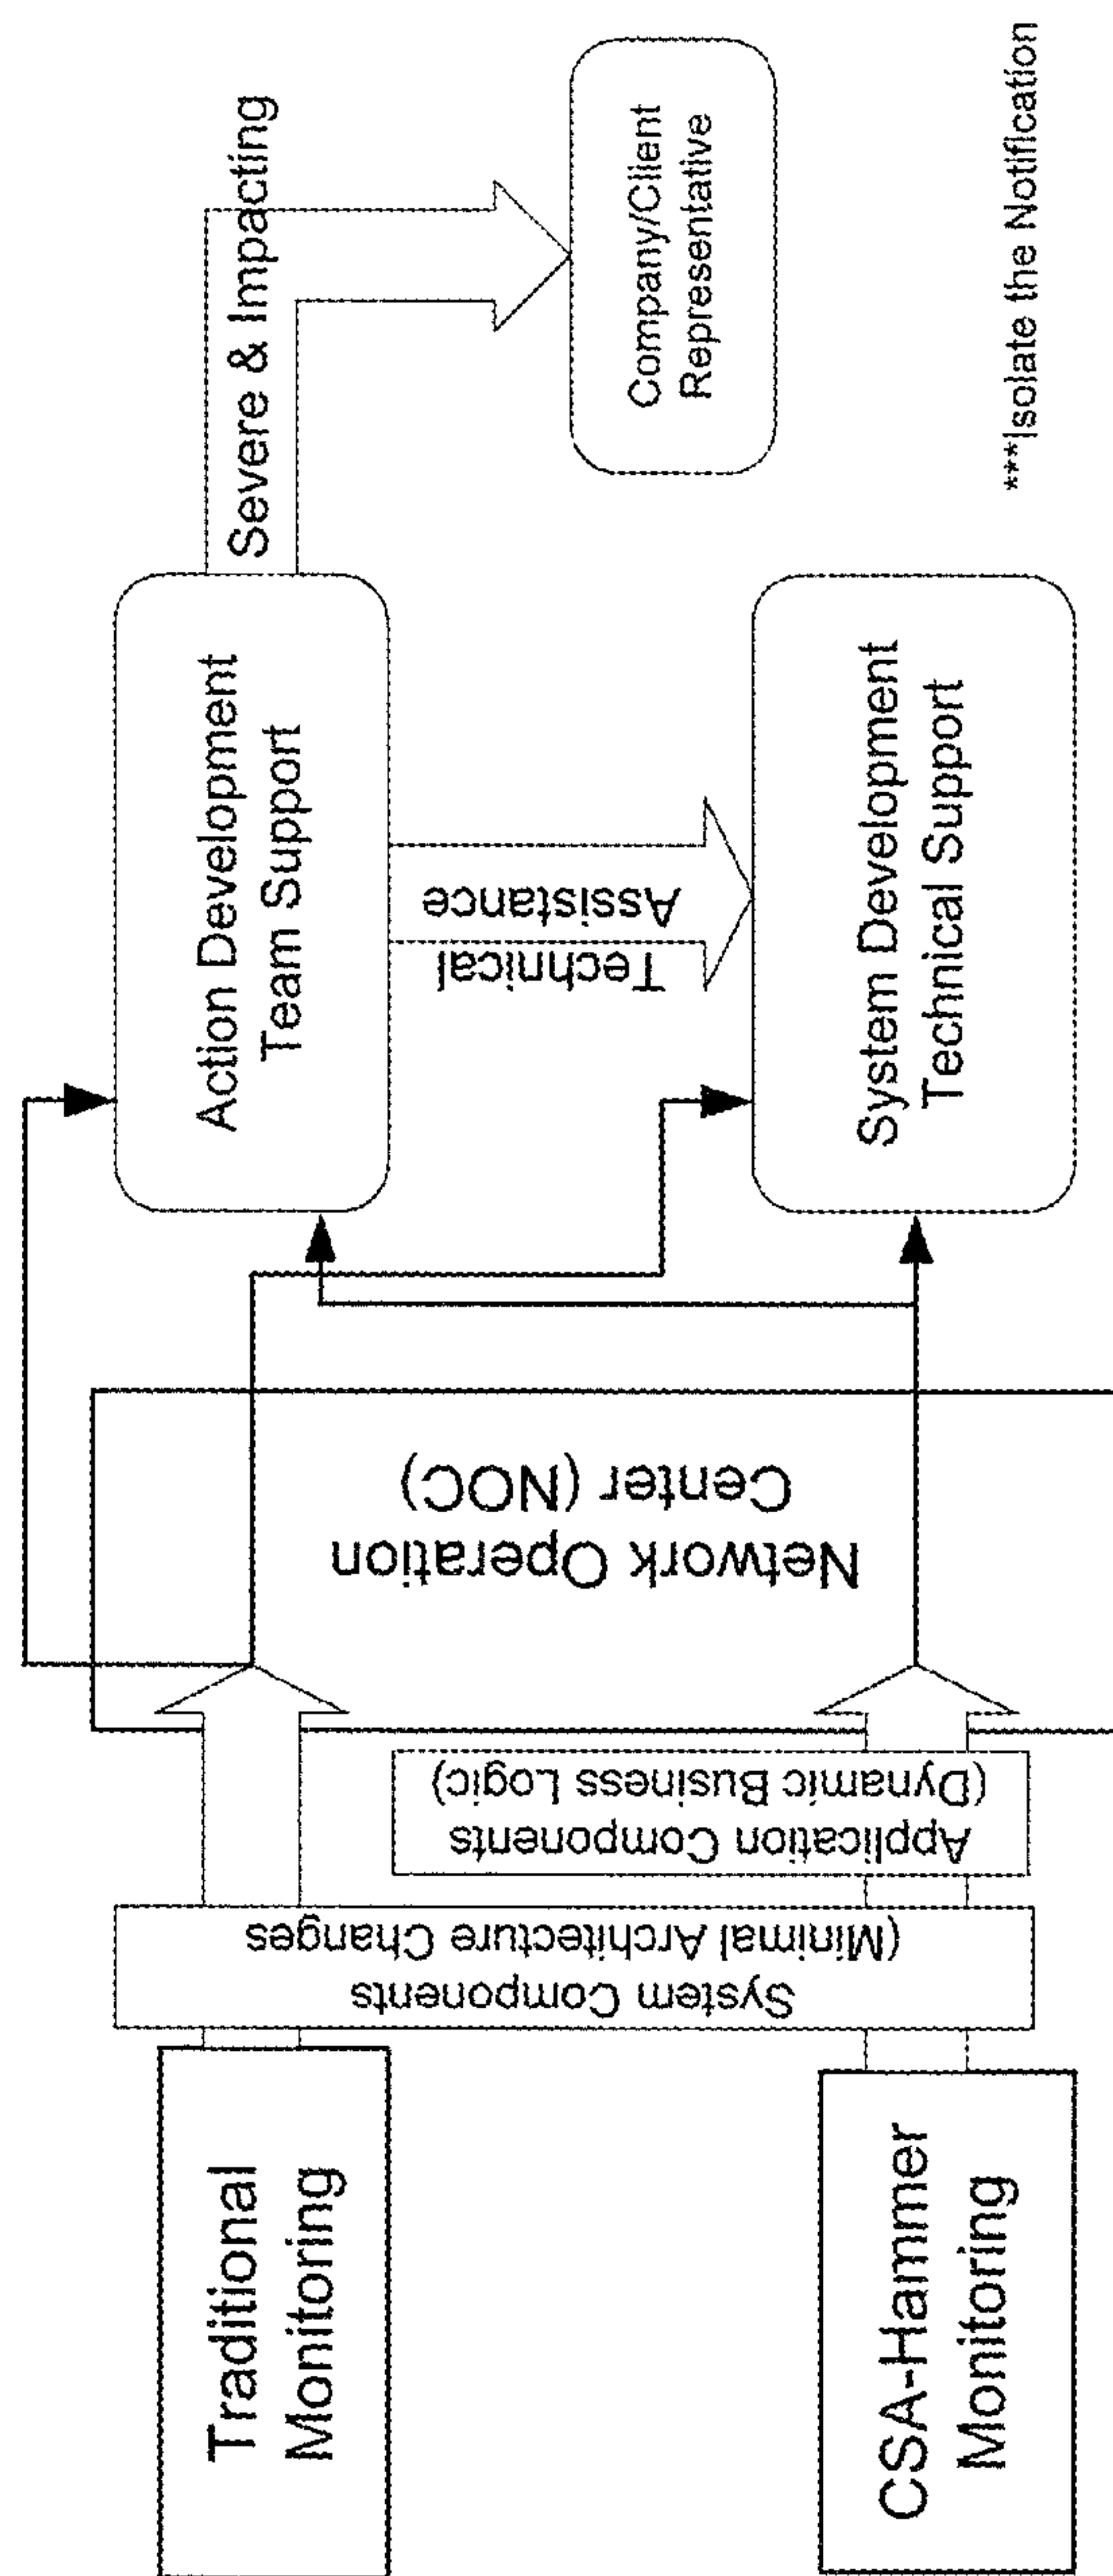 Traditional
Monitoring
CSA-Hammer
Monitoring
System Components
(Minimal Architecture Changes
Application Components
(Dynamic Business Logic)
Network Operation
Center (NOC)
Action Development
Team Support
Technical
Assistance
System Development
Technical Support
Severe & Impacting
Company/Client
Representative
***Isolate the Notification